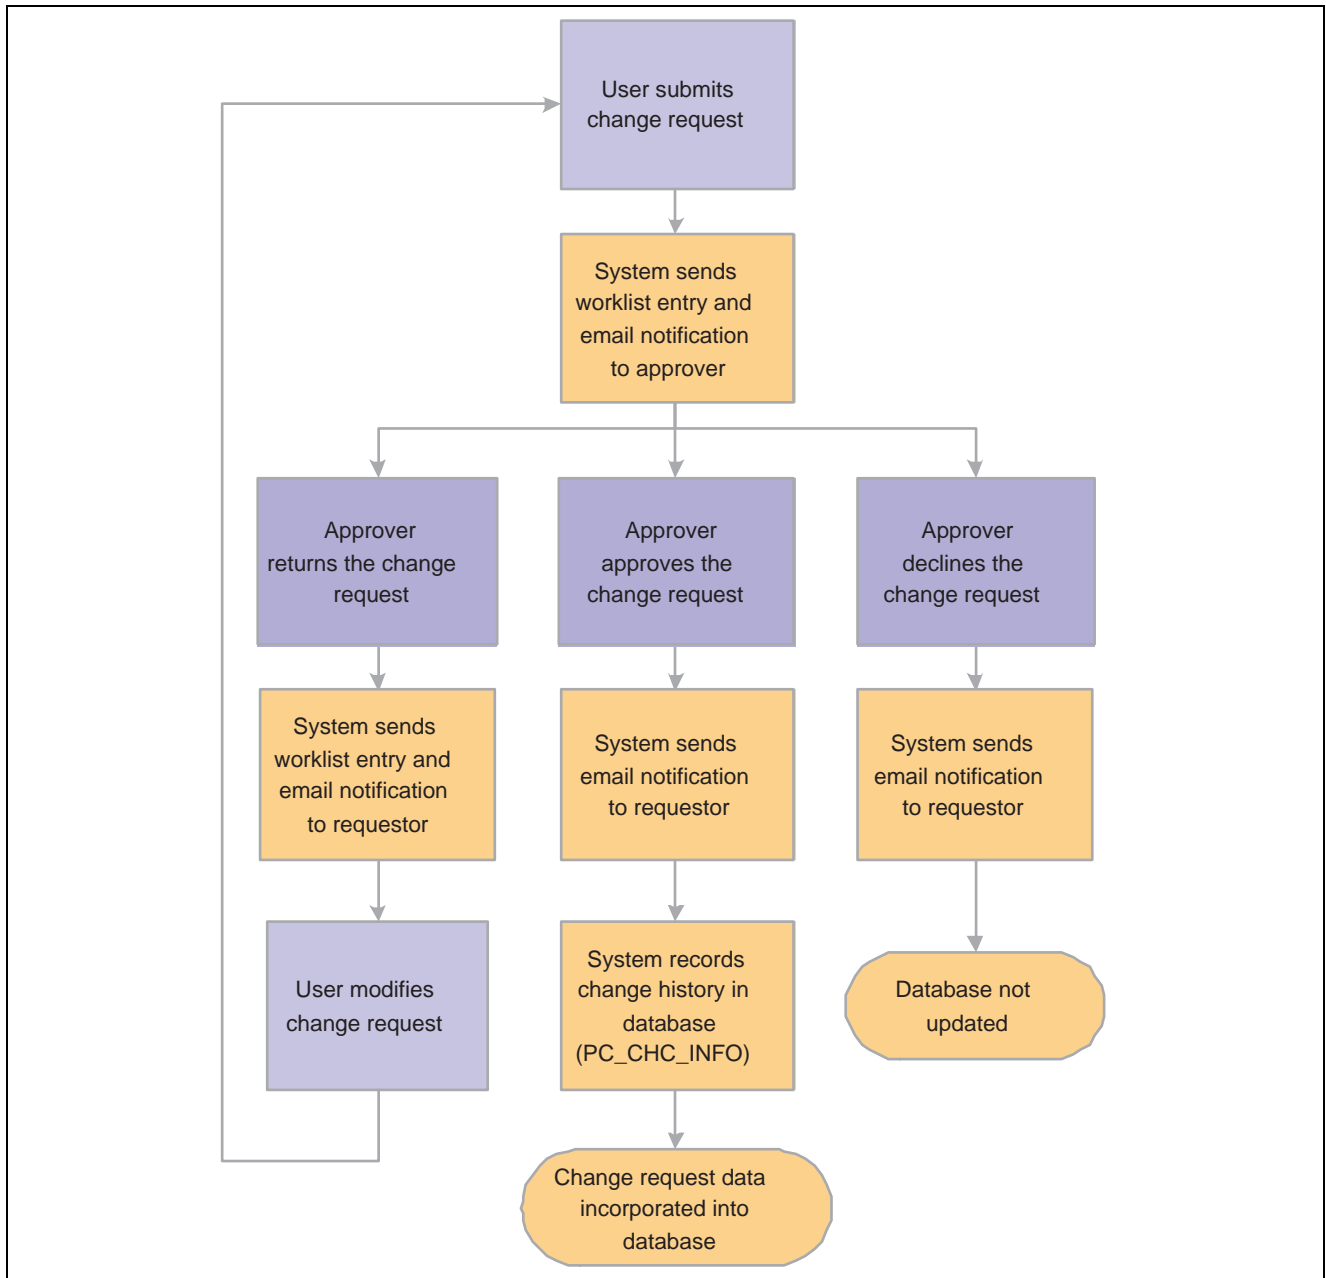 User submits
change request
System sends
worklist entry and
email notification
to approver
Approver
returns the change
request
Approver
approves the
change request
Approver
declines the
change request
System sends
worklist entry and
email notification
to requestor
System sends
email notification
to requestor
System sends
email notification
to requestor
User modifies
change request
System records
change history in
database
(PC_CHC_INFO)
Database not
updated
Change request data
incorporated into
database